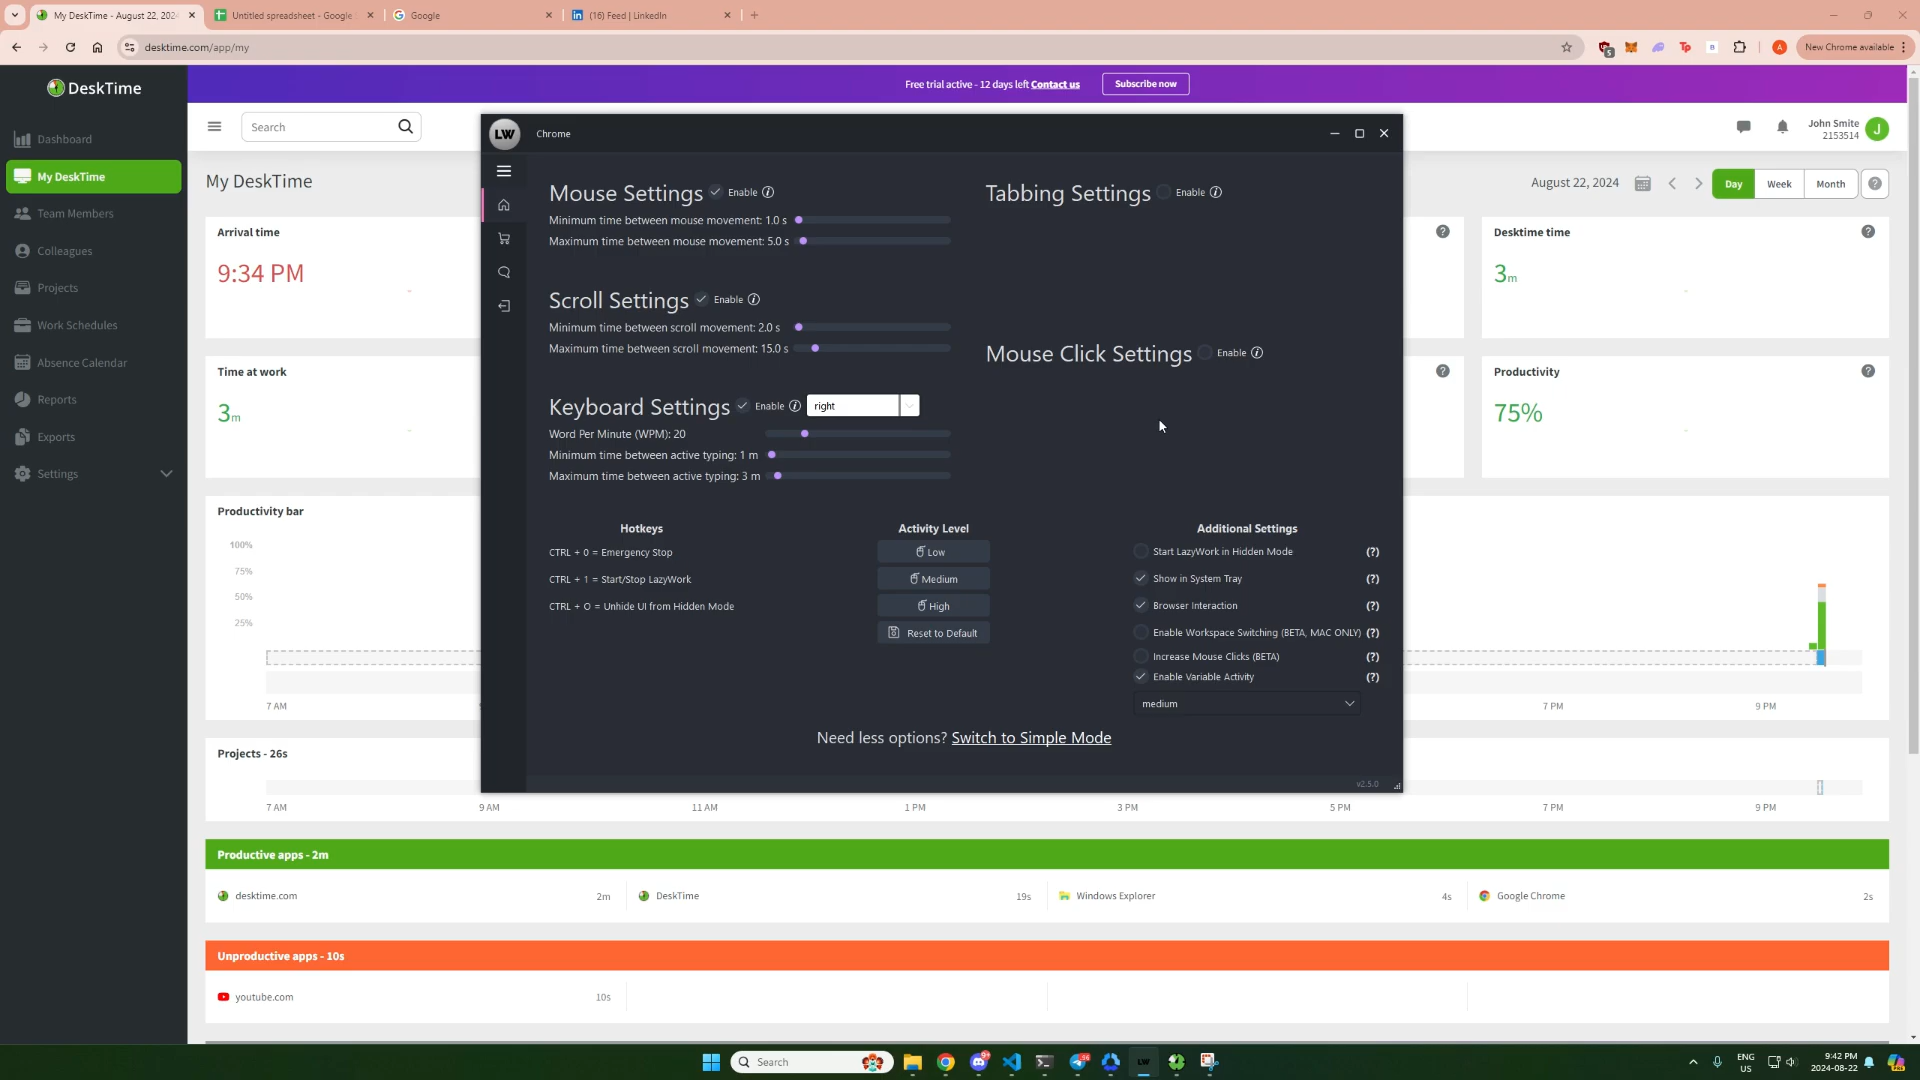 My DeskTime - August 22, 2024
Untitled spreadsheet - Google
Google
(16) Feed | LinkedIn
desktime.com/app/my
New Chrome available
DeskTime
Free trial active - 12 days left Contact us
Subscribe now
Search
John Smite
2153514
J
Dashboard
My DeskTime
Team Members
Colleagues
Projects
Work Schedules
Absence Calendar
Reports
Exports
Settings
My DeskTime
August 22, 2024
Day
Week
Month
Arrival time
9:34 PM
Desktime time
3m
Time at work
3m
Productivity
75%
Productivity bar
100%
75%
50%
25%
7 AM
7 PM
9 PM
Projects - 26s
7 AM
9 AM
11 AM
1 PM
3 PM
5 PM
7 PM
9 PM
Productive apps - 2m
desktime.com 2m
DeskTime 19s
Windows Explorer 4s
Google Chrome 2s
Unproductive apps - 10s
youtube.com 10s
LW
Chrome
Mouse Settings Enable
Minimum time between mouse movement: 1.0 s
Maximum time between mouse movement: 5.0 s
Scroll Settings Enable
Minimum time between scroll movement: 2.0 s
Maximum time between scroll movement: 15.0 s
Keyboard Settings Enable right
Word Per Minute (WPM): 20
Minimum time between active typing: 1 m
Maximum time between active typing: 3 m
Tabbing Settings Enable
Mouse Click Settings Enable
Hotkeys
CTRL + 0 = Emergency Stop
CTRL + 1 = Start/Stop LazyWork
CTRL + O = Unhide UI from Hidden Mode
Activity Level
Low
Medium
High
Reset to Default
Additional Settings
Start LazyWork in Hidden Mode (?)
Show in System Tray (?)
Browser Interaction (?)
Enable Workspace Switching (BETA, MAC ONLY) (?)
Increase Mouse Clicks (BETA) (?)
Enable Variable Activity (?)
medium
Need less options? Switch to Simple Mode
v2.5.0
Search
ENG
US
9:42 PM
2024-08-22